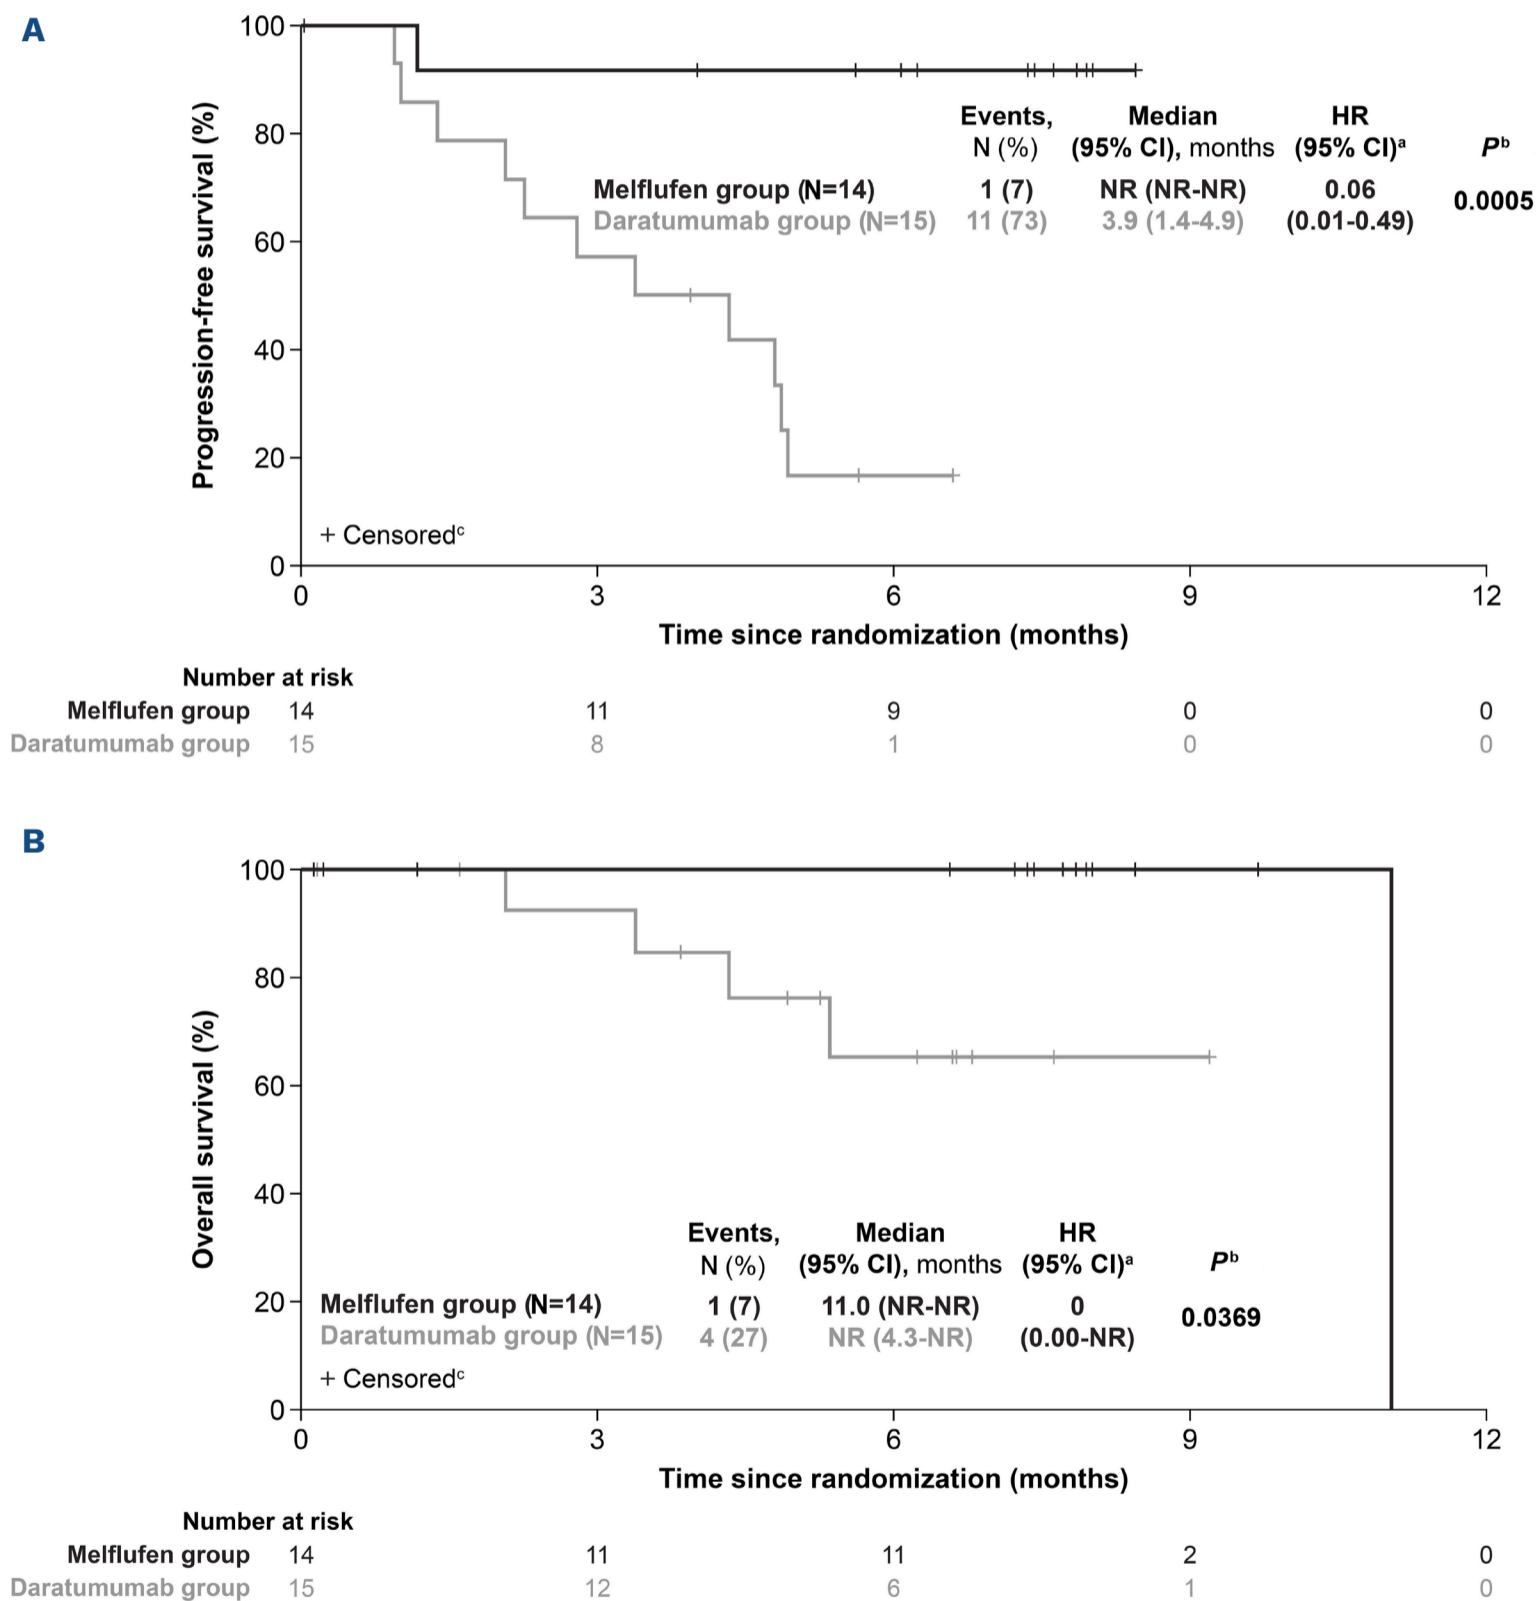 A
Progression-free survival (%)
100
80
60
40
20
0
Events, Median HR
N (%) (95% CI), months (95% CI)ᵃ Pᵇ
Melflufen group (N=14) 1 (7) NR (NR-NR) 0.06
0.0005
Daratumumab group (N=15) 11 (73) 3.9 (1.4-4.9) (0.01-0.49)
+ Censoredᶜ
0 3 6 9 12
Time since randomization (months)
Number at risk
Melflufen group 14 11 9 0 0
Daratumumab group 15 8 1 0 0
B
Overall survival (%)
100
80
60
40
20
0
Events, Median HR
N (%) (95% CI), months (95% CI)ᵃ Pᵇ
Melflufen group (N=14) 1 (7) 11.0 (NR-NR) 0
0.0369
Daratumumab group (N=15) 4 (27) NR (4.3-NR) (0.00-NR)
+ Censoredᶜ
0 3 6 9 12
Time since randomization (months)
Number at risk
Melflufen group 14 11 11 2 0
Daratumumab group 15 12 6 1 0